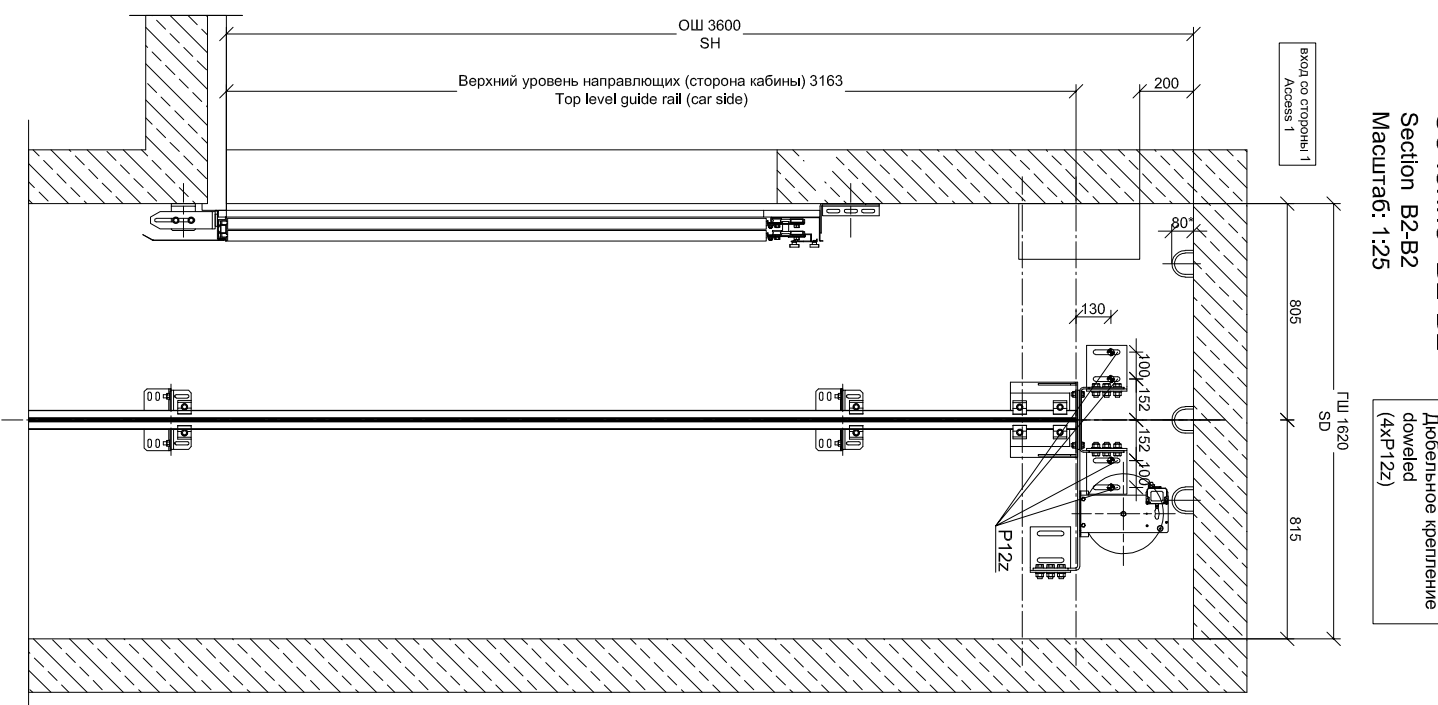 ОШ 3600
SH
Верхний уровень направлющих (сторона кабины) 3163
Top level guide rail (car side)
200
вход со стороны 1
Access 1
Section B2-B2
Масштаб: 1:25
80*
805
130
100
152
152
100
ГШ 1620
SD
Дюбельное крепление
doweled
(4xP12z)
815
P12z